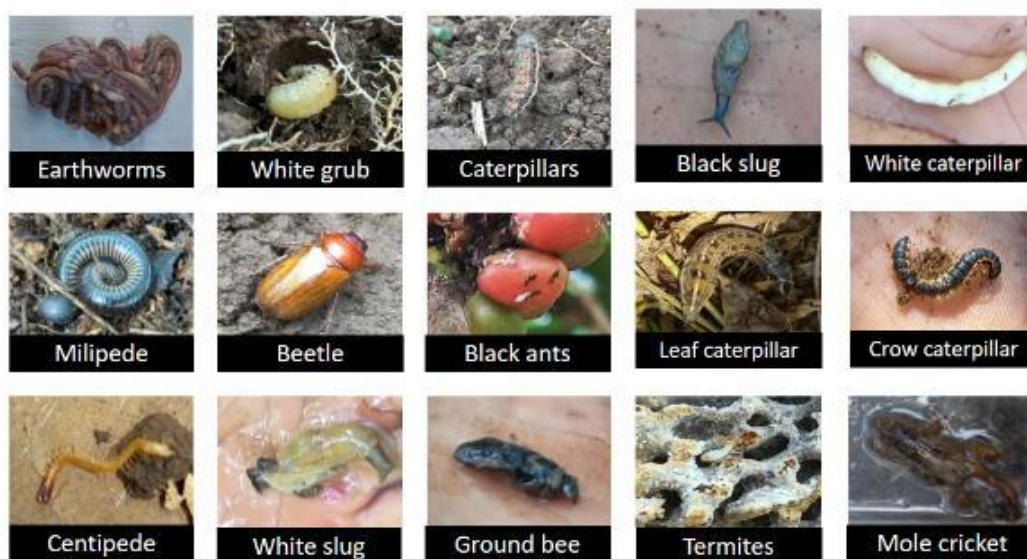 Earthworms
White grub
Caterpillars
Black slug
White caterpillar
Milipede
Beetle
Black ants
Leaf caterpillar
Crow caterpillar
Centipede
White slug
Ground bee
Termites
Mole cricket